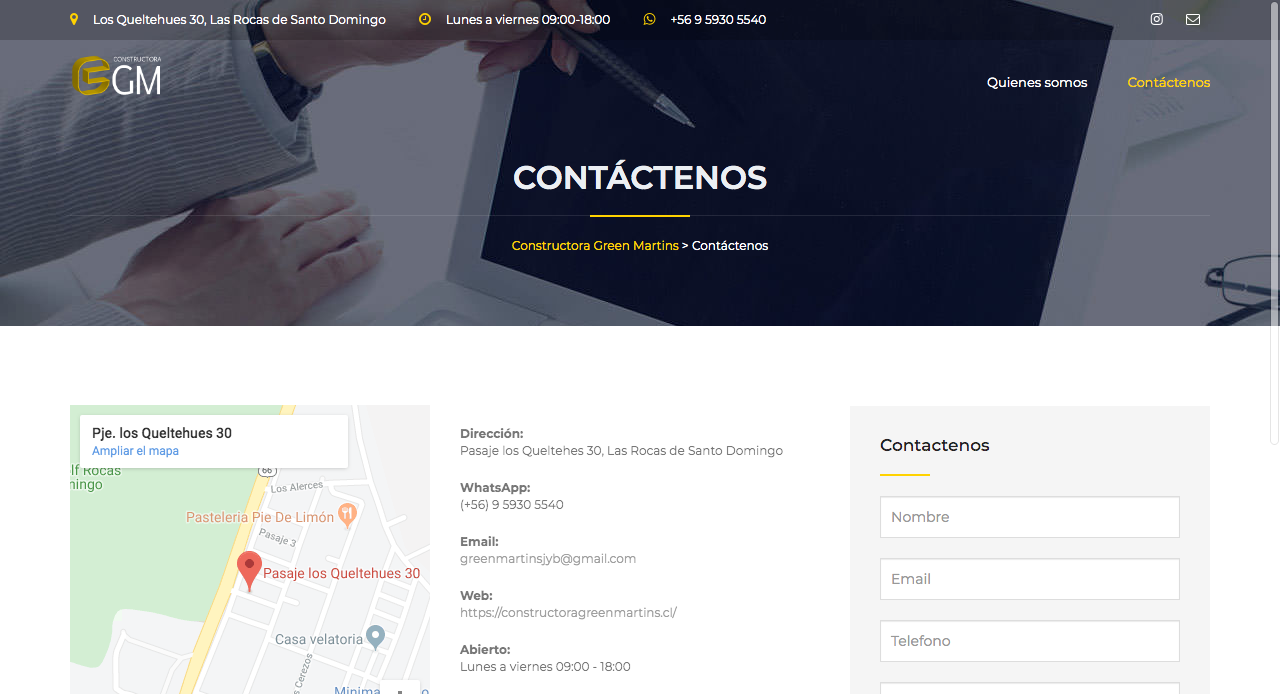 Los Queltehues 30, Las Rocas de Santo Domingo
Lunes a viernes 09:00-18:00
+56 9 5930 5540
CONSTRUCTORA
GM
Quienes somos
Contáctenos
CONTÁCTENOS
Constructora Green Martins > Contáctenos
Pje. los Queltehues 30
Ampliar el mapa
lf Rocas
mingo
66
Los Alerces
Pasteleria Pie De Limón
Pasaje 3
Pasaje los Queltehues 30
Casa velatoria
Cerezos
Minima
Dirección:
Pasaje los Queltehes 30, Las Rocas de Santo Domingo
WhatsApp:
(+56) 9 5930 5540
Email:
greenmartinsjyb@gmail.com
Web:
https://constructoragreenmartins.cl/
Abierto:
Lunes a viernes 09:00 - 18:00
Contactenos
Nombre
Email
Telefono